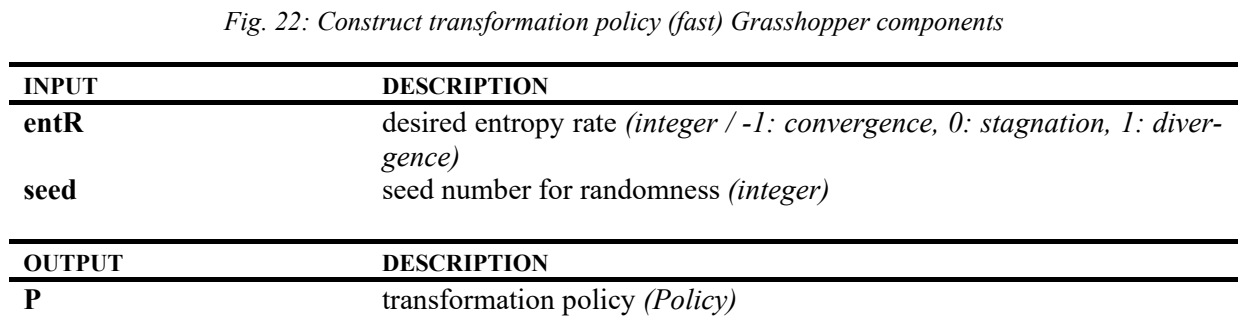 Fig. 22: Construct transformation policy (fast) Grasshopper components
INPUT DESCRIPTION
entR desired entropy rate (integer / -1: convergence, 0: stagnation, 1: diver-
gence)
seed seed number for randomness (integer)
OUTPUT DESCRIPTION
P transformation policy (Policy)